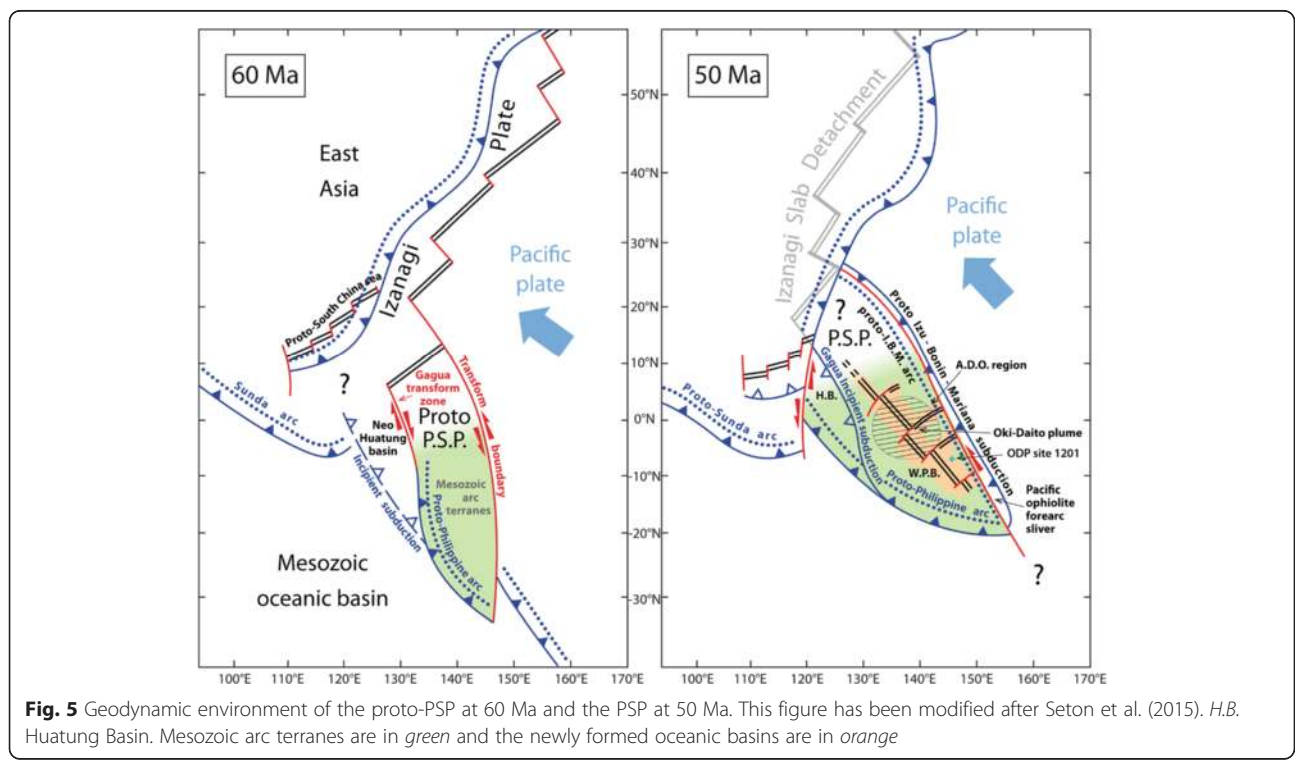 60 Ma
East
Asia
Izanagi Plate
Pacific
plate
Proto-South China sea
?
Sunda arc
Gagua
transform
zone
Transform boundary
Neo
Huatung
basin
Proto
P.S.P.
Incipient subduction
Mesozoic
arc
terranes
Proto-Philippine arc
Mesozoic
oceanic basin
100°E
110°E
120°E
130°E
140°E
150°E
160°E
170°E
50°N
40°N
30°N
20°N
10°N
0°N
-10°N
-20°N
-30°N
50 Ma
Izanagi Slab Detachment
Pacific
plate
?
P.S.P.
Proto Izu - Bonin - Mariana subduction
proto-I.B.M. arc
A.D.O. region
Gagua incipient subduction
H.B.
Proto-Sunda arc
Oki-Daito plume
ODP site 1201
W.P.B.
Proto-Philippine arc
Pacific
ophiolite
forearc
sliver
?
100°E
110°E
120°E
130°E
140°E
150°E
160°E
170°E
Fig. 5 Geodynamic environment of the proto-PSP at 60 Ma and the PSP at 50 Ma. This figure has been modified after Seton et al. (2015). H.B.
Huatung Basin. Mesozoic arc terranes are in green and the newly formed oceanic basins are in orange